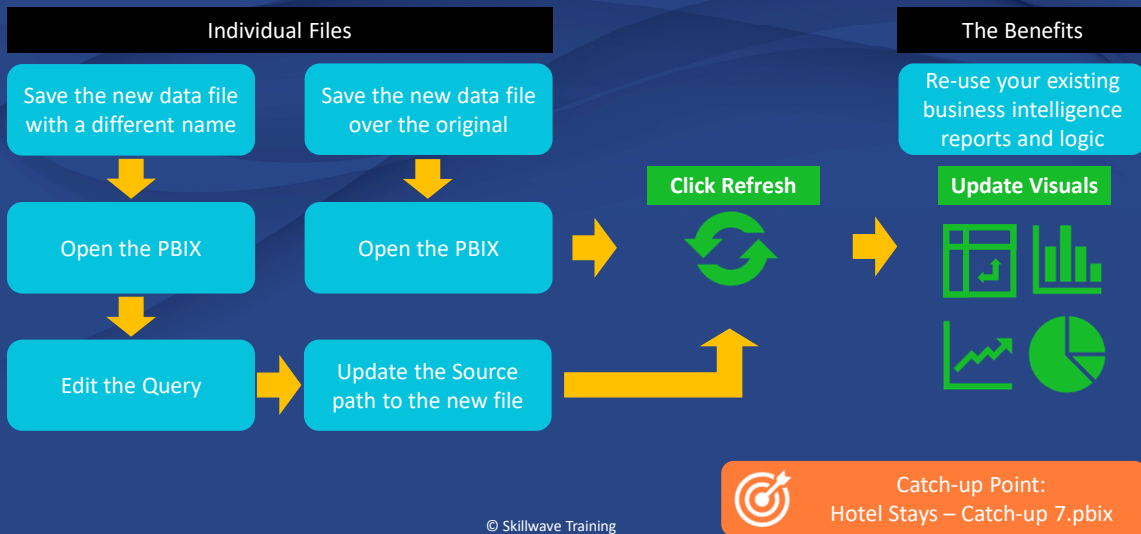 Individual Files
The Benefits
Save the new data file
with a different name
Save the new data file
over the original
Re-use your existing
business intelligence
reports and logic
Click Refresh
Update Visuals
Open the PBIX
Open the PBIX
Edit the Query
Update the Source
path to the new file
Catch-up Point:
Hotel Stays – Catch-up 7.pbix
© Skillwave Training